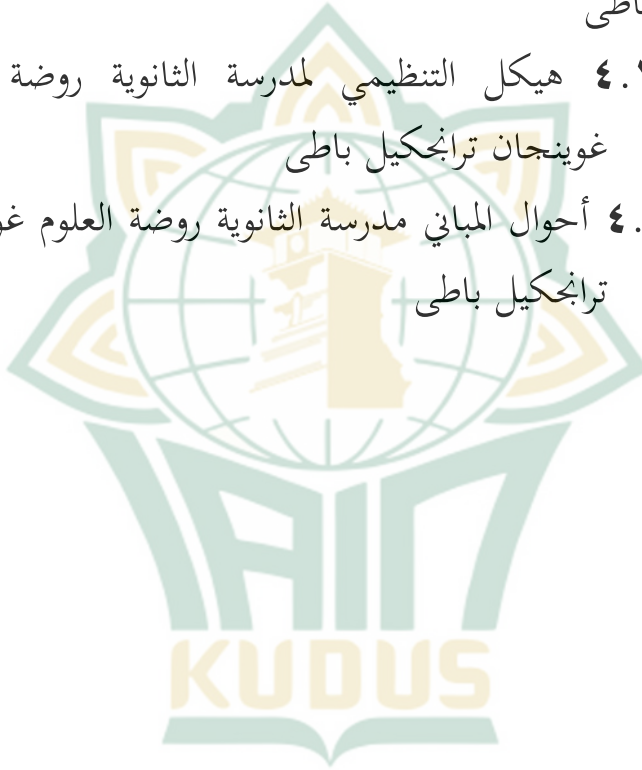 باطى
٤. هيكل التنظيمي لمدرسة الثانوية روضة
غوينجان ترانجكيل باطى
٤. أحوال المباني مدرسة الثانوية روضة العلوم
ترانجكيل باطى
IAIN
KUDUS